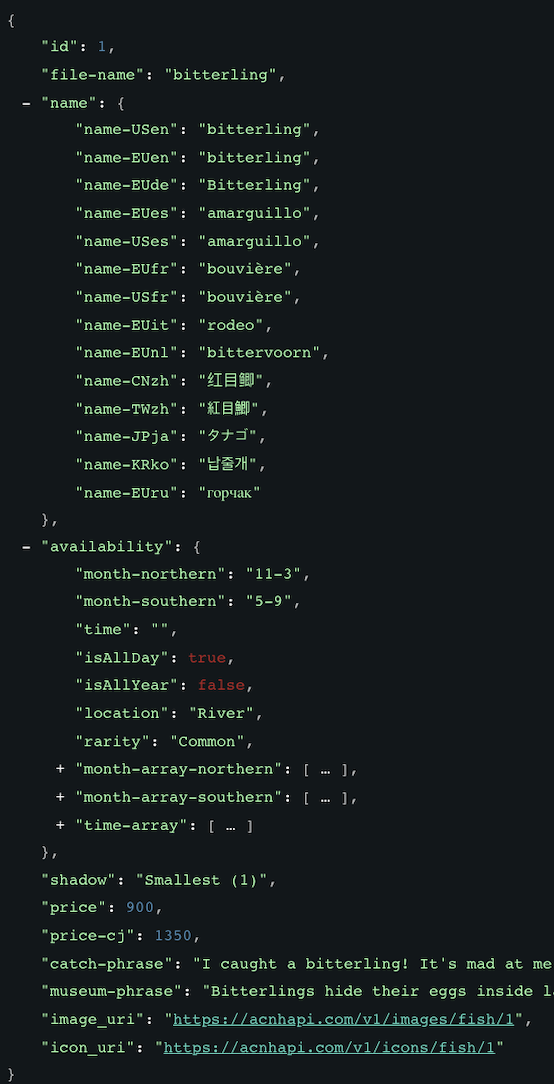 {
"id": 1,
"file-name": "bitterling",
− "name": {
"name-USen": "bitterling",
"name-EUen": "bitterling",
"name-EUde": "Bitterling",
"name-EUes": "amarguillo",
"name-USes": "amarguillo",
"name-EUfr": "bouvière",
"name-USfr": "bouvière",
"name-EUit": "rodeo",
"name-EUnl": "bittervoorn",
"name-CNzh": "红目鲫",
"name-TWzh": "紅目鯽",
"name-JPja": "タナゴ",
"name-KRko": "납줄개",
"name-EUru": "горчак"
},
− "availability": {
"month-northern": "11-3",
"month-southern": "5-9",
"time": "",
"isAllDay": true,
"isAllYear": false,
"location": "River",
"rarity": "Common",
+ "month-array-northern": [ … ],
+ "month-array-southern": [ … ],
+ "time-array": [ … ]
},
"shadow": "Smallest (1)",
"price": 900,
"price-cj": 1350,
"catch-phrase": "I caught a bitterling! It's mad at me
"museum-phrase": "Bitterlings hide their eggs inside
"image_uri": "https://acnhapi.com/v1/images/fish/1",
"icon_uri": "https://acnhapi.com/v1/icons/fish/1"
}